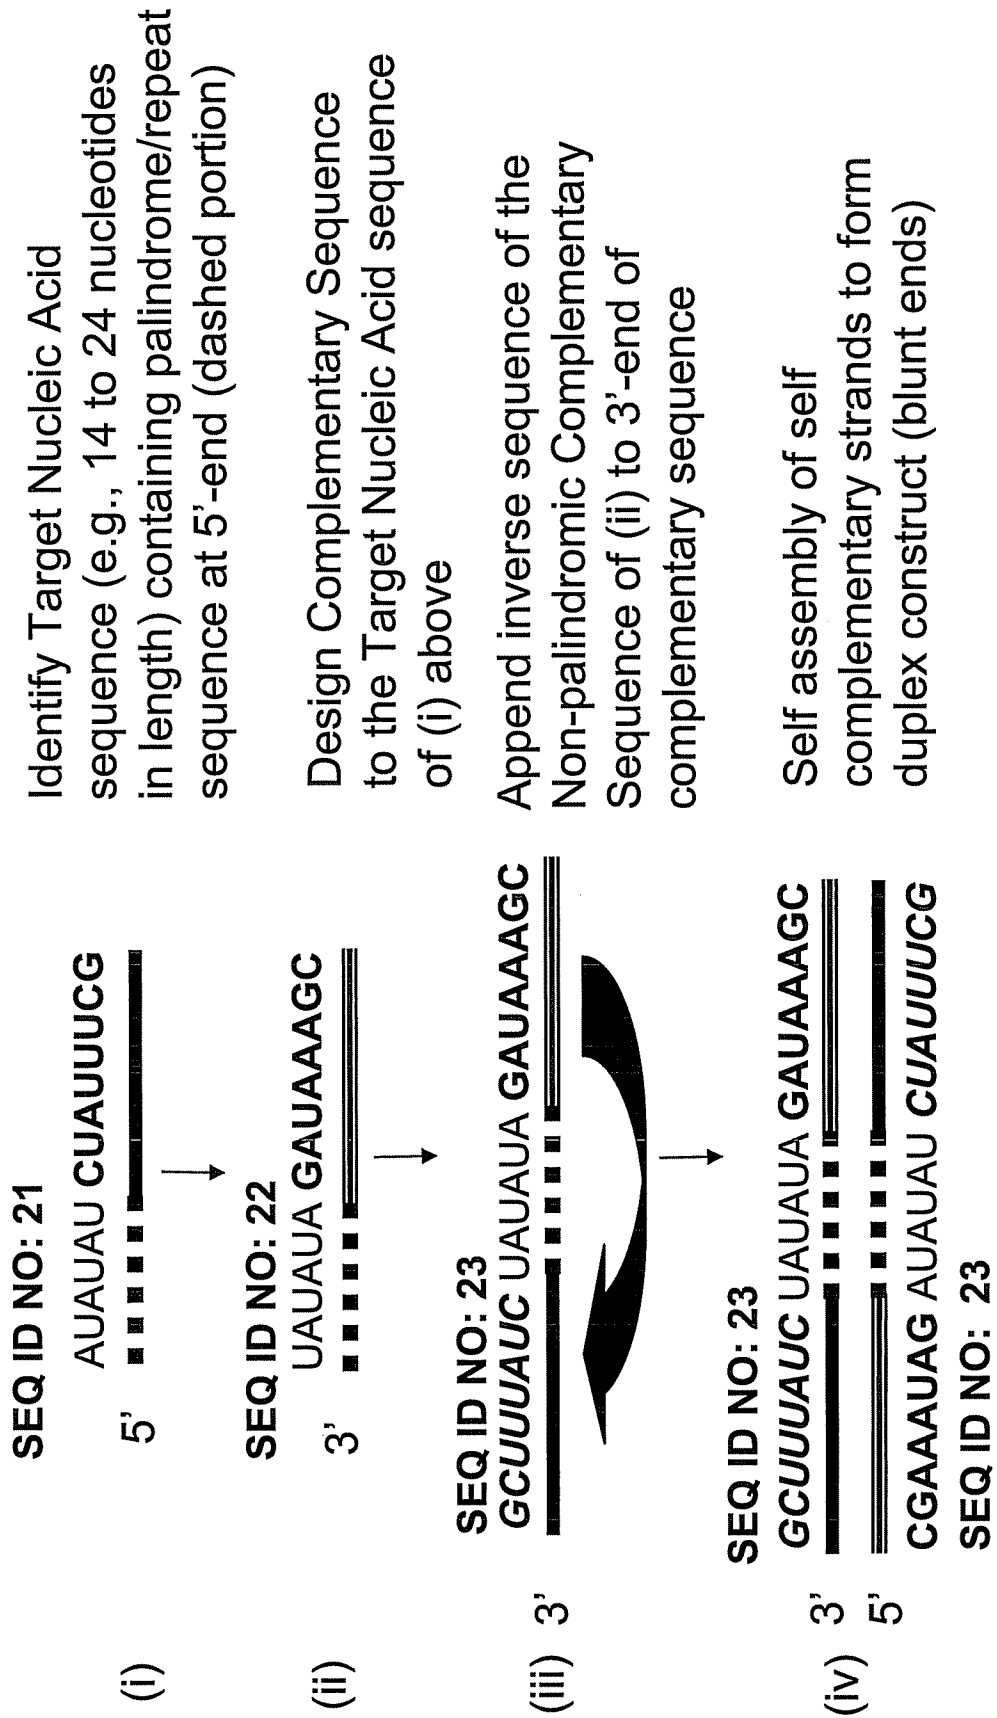 SEQ ID NO: 21
AUAUAU CUAUUUCG
(i) 5’
Identify Target Nucleic Acid
sequence (e.g., 14 to 24 nucleotides
in length) containing palindrome/repeat
sequence at 5’-end (dashed portion)
SEQ ID NO: 22
UAUAUA GAUAAAGC
(ii) 3’
Design Complementary Sequence
to the Target Nucleic Acid sequence
of (i) above
SEQ ID NO: 23
GCUUUAUC UAUAUA GAUAAAGC
(iii) 3’
Append inverse sequence of the
Non-palindromic Complementary
Sequence of (ii) to 3’-end of
complementary sequence
SEQ ID NO: 23
GCUUUAUC UAUAUA GAUAAAGC
(iv) 3’
5’
CGAAAUAG AUAUAU CUAUUUCG
SEQ ID NO: 23
Self assembly of self
complementary strands to form
duplex construct (blunt ends)